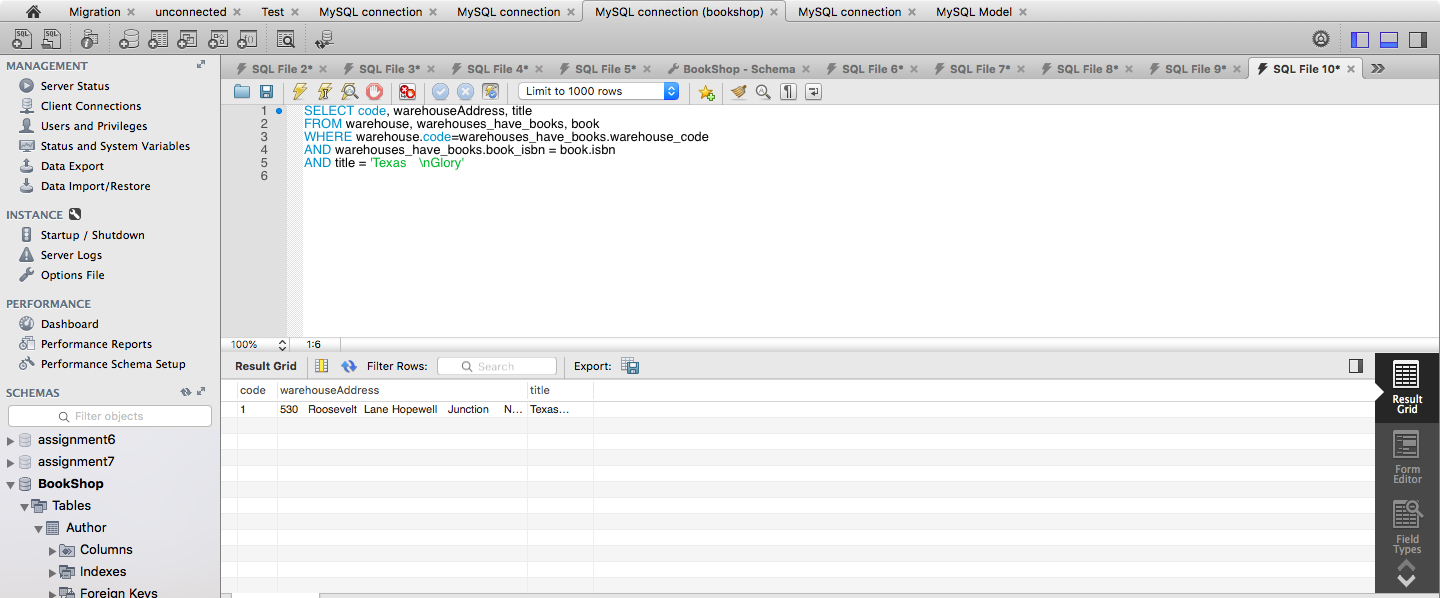 Migration unconnected Test MySQL connection MySQL connection MySQL connection (bookshop) MySQL connection MySQL Model
MANAGEMENT
Server Status
Client Connections
Users and Privileges
Status and System Variables
Data Export
Data Import/Restore
INSTANCE
Startup / Shutdown
Server Logs
Options File
PERFORMANCE
Dashboard
Performance Reports
Performance Schema Setup
SCHEMAS
Filter objects
assignment6
assignment7
BookShop
Tables
Author
Columns
Indexes
Foreign Keys
SQL File 2* SQL File 3* SQL File 4* SQL File 5* BookShop - Schema SQL File 6* SQL File 7* SQL File 8* SQL File 9* SQL File 10*
Limit to 1000 rows
1 SELECT code, warehouseAddress, title
2 FROM warehouse, warehouses_have_books, book
3 WHERE warehouse.code=warehouses_have_books.warehouse_code
4 AND warehouses_have_books.book_isbn = book.isbn
5 AND title = 'Texas \nGlory'
6
100% 1:6
Result Grid Filter Rows: Search Export:
code warehouseAddress title
1 530 Roosevelt Lane Hopewell Junction N... Texas...
Result
Grid
Form
Editor
Field
Types